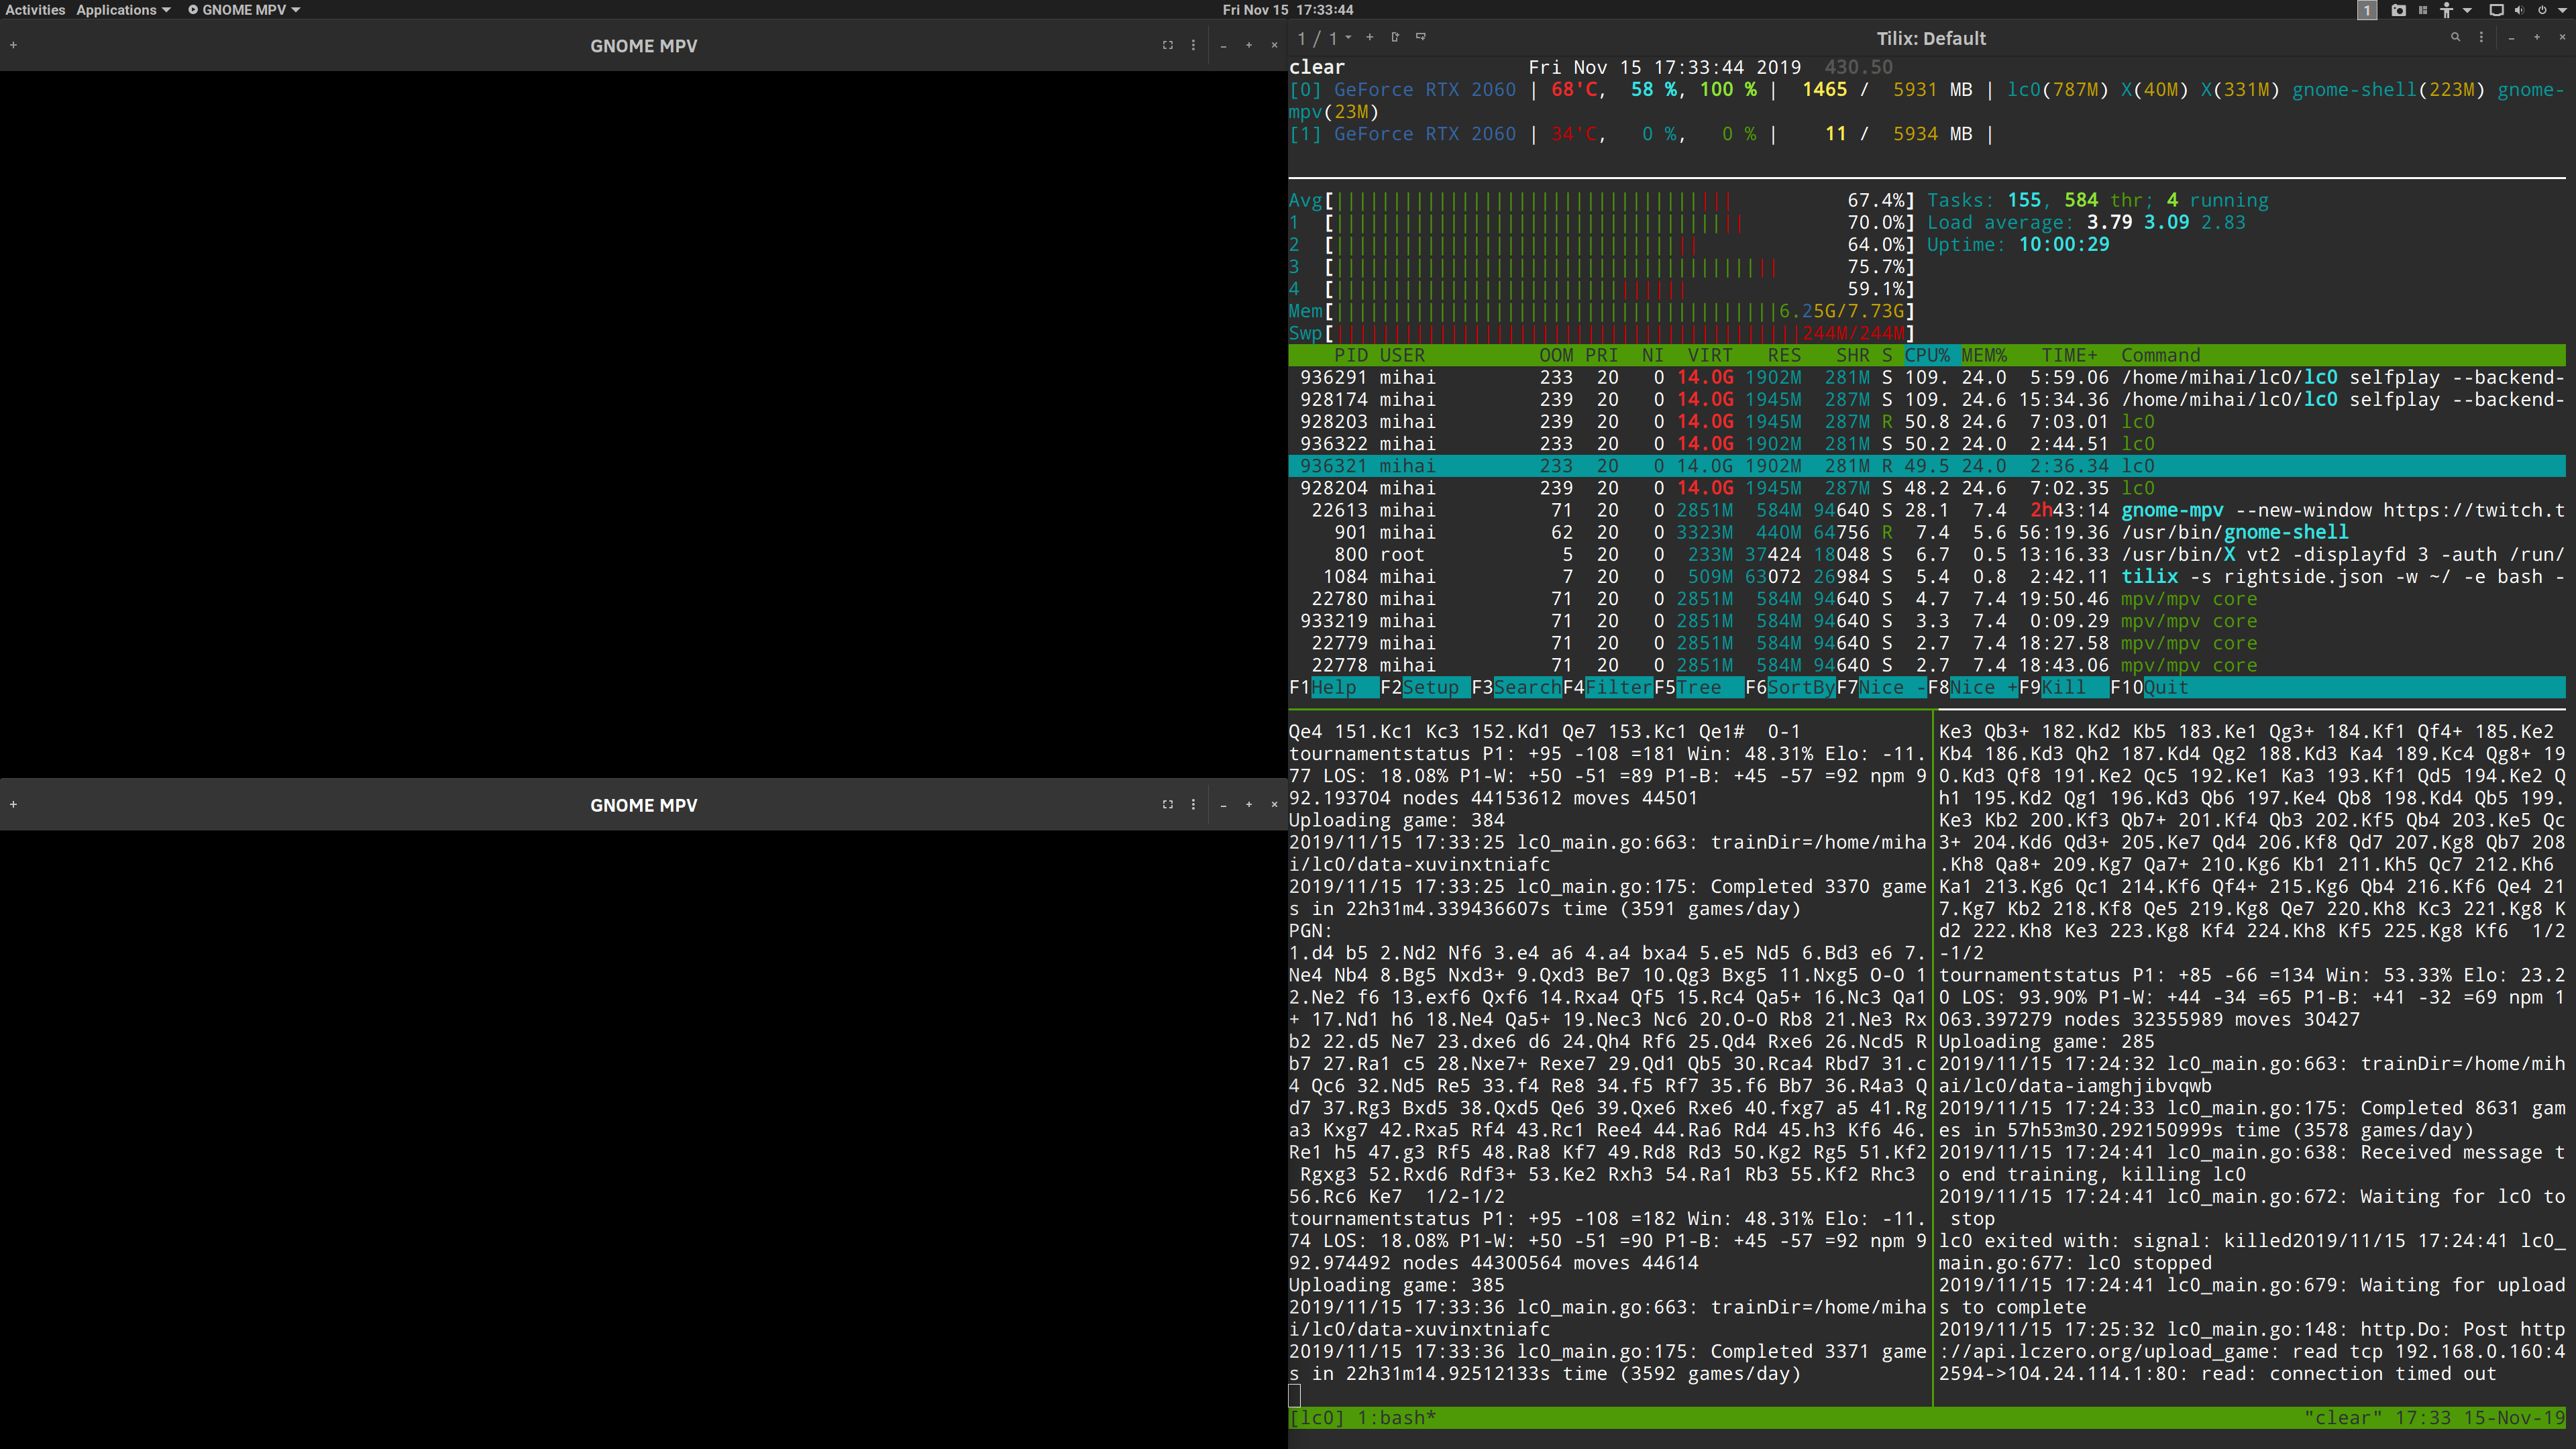 Activities Applications GNOME MPV
Fri Nov 15 17:33:44
1
GNOME MPV
GNOME MPV
1 / 1
Tilix: Default
clear Fri Nov 15 17:33:44 2019 430.50
[0] GeForce RTX 2060 | 68'C, 58 %, 100 % | 1465 / 5931 MB | lc0(787M) X(40M) X(331M) gnome-shell(223M) gnome-
mpv(23M)
[1] GeForce RTX 2060 | 34'C, 0 %, 0 % | 11 / 5934 MB |
Avg[ 67.4%] Tasks: 155, 584 thr; 4 running
1 [ 70.0%] Load average: 3.79 3.09 2.83
2 [ 64.0%] Uptime: 10:00:29
3 [ 75.7%]
4 [ 59.1%]
Mem[ 6.25G/7.73G]
Swp[ 244M/244M]
PID USER OOM PRI NI VIRT RES SHR S CPU% MEM% TIME+ Command
936291 mihai 233 20 0 14.0G 1902M 281M S 109. 24.0 5:59.06 /home/mihai/lc0/lc0 selfplay --backend-
928174 mihai 239 20 0 14.0G 1945M 287M S 109. 24.6 15:34.36 /home/mihai/lc0/lc0 selfplay --backend-
928203 mihai 239 20 0 14.0G 1945M 287M R 50.8 24.6 7:03.01 lc0
936322 mihai 233 20 0 14.0G 1902M 281M S 50.2 24.0 2:44.51 lc0
936321 mihai 233 20 0 14.0G 1902M 281M R 49.5 24.0 2:36.34 lc0
928204 mihai 239 20 0 14.0G 1945M 287M S 48.2 24.6 7:02.35 lc0
22613 mihai 71 20 0 2851M 584M 94640 S 28.1 7.4 2h43:14 gnome-mpv --new-window https://twitch.t
901 mihai 62 20 0 3323M 440M 64756 R 7.4 5.6 56:19.36 /usr/bin/gnome-shell
800 root 5 20 0 233M 37424 18048 S 6.7 0.5 13:16.33 /usr/bin/X vt2 -displayfd 3 -auth /run/
1084 mihai 7 20 0 509M 63072 26984 S 5.4 0.8 2:42.11 tilix -s rightside.json -w ~/ -e bash -
22780 mihai 71 20 0 2851M 584M 94640 S 4.7 7.4 19:50.46 mpv/mpv core
933219 mihai 71 20 0 2851M 584M 94640 S 3.3 7.4 0:09.29 mpv/mpv core
22779 mihai 71 20 0 2851M 584M 94640 S 2.7 7.4 18:27.58 mpv/mpv core
22778 mihai 71 20 0 2851M 584M 94640 S 2.7 7.4 18:43.06 mpv/mpv core
F1Help F2Setup F3SearchF4FilterF5Tree F6SortByF7Nice -F8Nice +F9Kill F10Quit
Qe4 151.Kc1 Kc3 152.Kd1 Qe7 153.Kc1 Qe1# 0-1
tournamentstatus P1: +95 -108 =181 Win: 48.31% Elo: -11.
77 LOS: 18.08% P1-W: +50 -51 =89 P1-B: +45 -57 =92 npm 9
92.193704 nodes 44153612 moves 44501
Uploading game: 384
2019/11/15 17:33:25 lc0_main.go:663: trainDir=/home/miha
i/lc0/data-xuvinxtniafc
2019/11/15 17:33:25 lc0_main.go:175: Completed 3370 game
s in 22h31m4.339436607s time (3591 games/day)
PGN:
1.d4 b5 2.Nd2 Nf6 3.e4 a6 4.a4 bxa4 5.e5 Nd5 6.Bd3 e6 7.
Ne4 Nb4 8.Bg5 Nxd3+ 9.Qxd3 Be7 10.Qg3 Bxg5 11.Nxg5 O-O 1
2.Ne2 f6 13.exf6 Qxf6 14.Rxa4 Qf5 15.Rc4 Qa5+ 16.Nc3 Qa1
+ 17.Nd1 h6 18.Ne4 Qa5+ 19.Nec3 Nc6 20.O-O Rb8 21.Ne3 Rx
b2 22.d5 Ne7 23.dxe6 d6 24.Qh4 Rf6 25.Qd4 Rxe6 26.Ncd5 R
b7 27.Ra1 c5 28.Nxe7+ Rexe7 29.Qd1 Qb5 30.Rca4 Rbd7 31.c
4 Qc6 32.Nd5 Re5 33.f4 Re8 34.f5 Rf7 35.f6 Bb7 36.R4a3 Q
d7 37.Rg3 Bxd5 38.Qxd5 Qe6 39.Qxe6 Rxe6 40.fxg7 a5 41.Rg
a3 Kxg7 42.Rxa5 Rf4 43.Rc1 Ree4 44.Ra6 Rd4 45.h3 Kf6 46.
Re1 h5 47.g3 Rf5 48.Ra8 Kf7 49.Rd8 Rd3 50.Kg2 Rg5 51.Kf2
Rgxg3 52.Rxd6 Rdf3+ 53.Ke2 Rxh3 54.Ra1 Rb3 55.Kf2 Rhc3
56.Rc6 Ke7 1/2-1/2
tournamentstatus P1: +95 -108 =182 Win: 48.31% Elo: -11.
74 LOS: 18.08% P1-W: +50 -51 =90 P1-B: +45 -57 =92 npm 9
92.974492 nodes 44300564 moves 44614
Uploading game: 385
2019/11/15 17:33:36 lc0_main.go:663: trainDir=/home/miha
i/lc0/data-xuvinxtniafc
2019/11/15 17:33:36 lc0_main.go:175: Completed 3371 game
s in 22h31m14.92512133s time (3592 games/day)
Ke3 Qb3+ 182.Kd2 Kb5 183.Ke1 Qg3+ 184.Kf1 Qf4+ 185.Ke2
Kb4 186.Kd3 Qh2 187.Kd4 Qg2 188.Kd3 Ka4 189.Kc4 Qg8+ 19
0.Kd3 Qf8 191.Ke2 Qc5 192.Ke1 Ka3 193.Kf1 Qd5 194.Ke2 Q
h1 195.Kd2 Qg1 196.Kd3 Qb6 197.Ke4 Qb8 198.Kd4 Qb5 199.
Ke3 Kb2 200.Kf3 Qb7+ 201.Kf4 Qb3 202.Kf5 Qb4 203.Ke5 Qc
3+ 204.Kd6 Qd3+ 205.Ke7 Qd4 206.Kf8 Qd7 207.Kg8 Qb7 208
.Kh8 Qa8+ 209.Kg7 Qa7+ 210.Kg6 Kb1 211.Kh5 Qc7 212.Kh6
Ka1 213.Kg6 Qc1 214.Kf6 Qf4+ 215.Kg6 Qb4 216.Kf6 Qe4 21
7.Kg7 Kb2 218.Kf8 Qe5 219.Kg8 Qe7 220.Kh8 Kc3 221.Kg8 K
d2 222.Kh8 Ke3 223.Kg8 Kf4 224.Kh8 Kf5 225.Kg8 Kf6 1/2
-1/2
tournamentstatus P1: +85 -66 =134 Win: 53.33% Elo: 23.2
0 LOS: 93.90% P1-W: +44 -34 =65 P1-B: +41 -32 =69 npm 1
063.397279 nodes 32355989 moves 30427
Uploading game: 285
2019/11/15 17:24:32 lc0_main.go:663: trainDir=/home/mih
ai/lc0/data-iamghjibvqwb
2019/11/15 17:24:33 lc0_main.go:175: Completed 8631 gam
es in 57h53m30.292150999s time (3578 games/day)
2019/11/15 17:24:41 lc0_main.go:638: Received message t
o end training, killing lc0
2019/11/15 17:24:41 lc0_main.go:672: Waiting for lc0 to
stop
lc0 exited with: signal: killed2019/11/15 17:24:41 lc0_
main.go:677: lc0 stopped
2019/11/15 17:24:41 lc0_main.go:679: Waiting for upload
s to complete
2019/11/15 17:25:32 lc0_main.go:148: http.Do: Post http
://api.lczero.org/upload_game: read tcp 192.168.0.160:4
2594->104.24.114.1:80: read: connection timed out
[lc0] 1:bash* "clear" 17:33 15-Nov-19